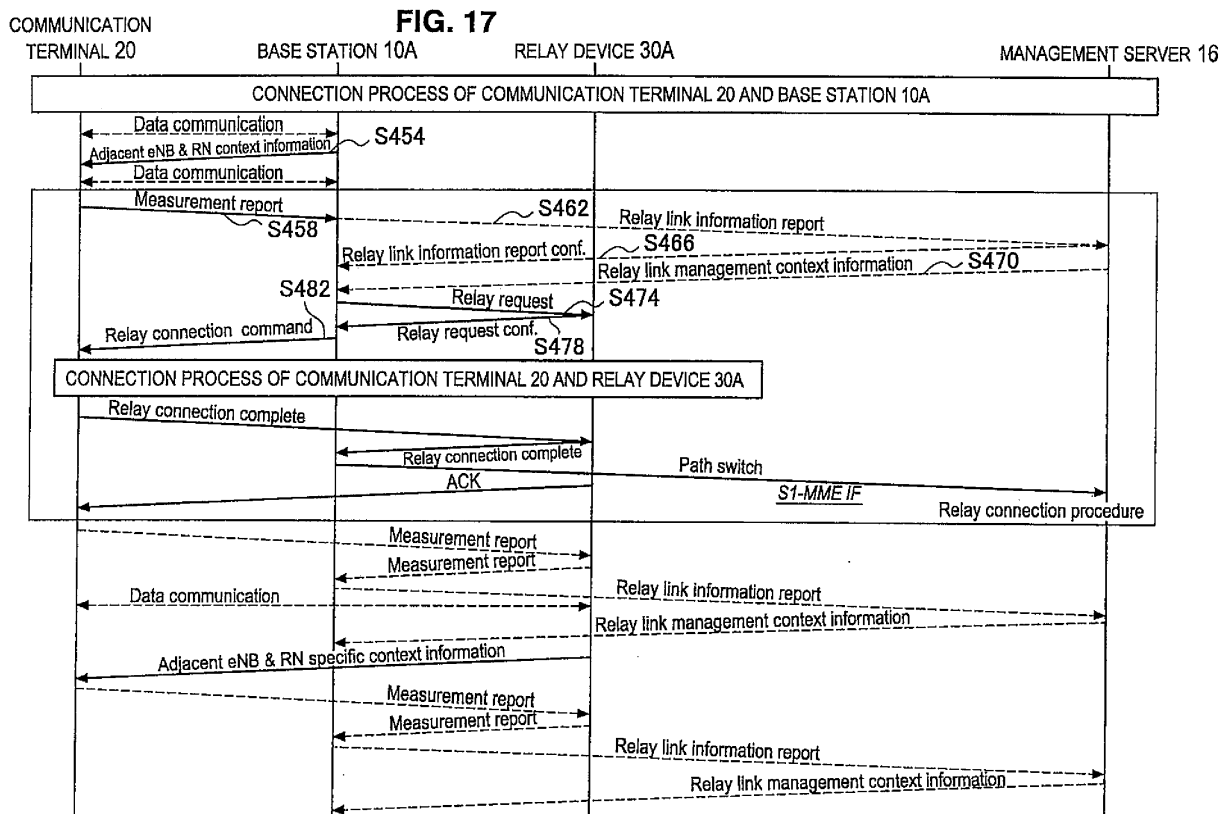 FIG. 17
COMMUNICATION
TERMINAL 20
BASE STATION 10A
RELAY DEVICE 30A
MANAGEMENT SERVER 16
CONNECTION PROCESS OF COMMUNICATION TERMINAL 20 AND BASE STATION 10A
Data communication
S454
Adjacent eNB & RN context information
Data communication
Measurement report
S458
S462
Relay link information report
S466
Relay link information report conf.
S470
Relay link management context information
S482
Relay request
S474
Relay connection command
Relay request conf.
S478
CONNECTION PROCESS OF COMMUNICATION TERMINAL 20 AND RELAY DEVICE 30A
Relay connection complete
Relay connection complete
Path switch
ACK
S1-MME IF
Relay connection procedure
Measurement report
Measurement report
Relay link information report
Data communication
Relay link management context information
Adjacent eNB & RN specific context information
Measurement report
Measurement report
Relay link information report
Relay link management context information